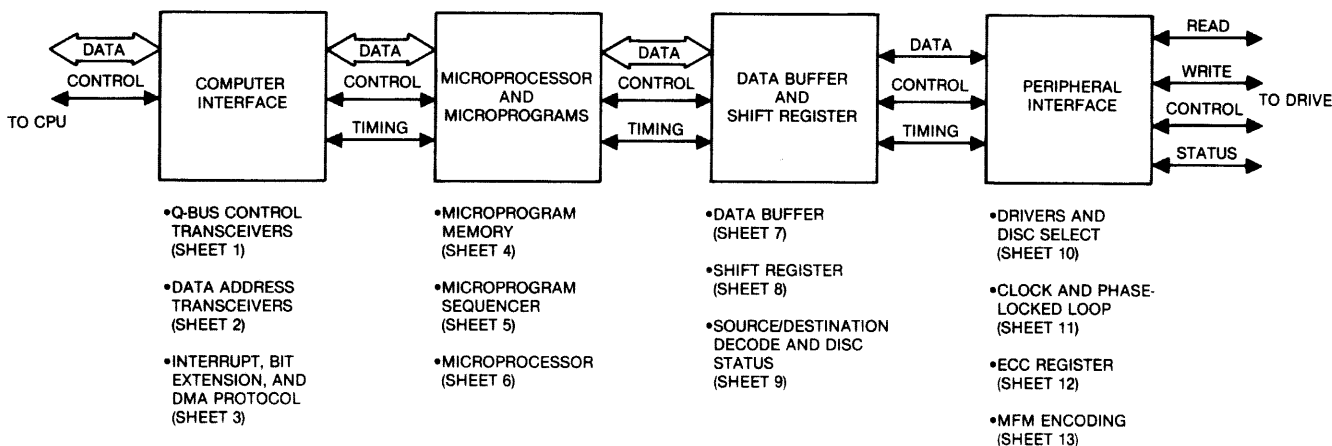 DATA
CONTROL
TO CPU
COMPUTER
INTERFACE
DATA
CONTROL
TIMING
MICROPROCESSOR
AND
MICROPROGRAMS
DATA
CONTROL
TIMING
DATA BUFFER
AND
SHIFT REGISTER
DATA
CONTROL
TIMING
PERIPHERAL
INTERFACE
READ
WRITE
CONTROL
STATUS
TO DRIVE
•Q-BUS CONTROL
TRANSCEIVERS
(SHEET 1)
•DATA ADDRESS
TRANSCEIVERS
(SHEET 2)
•INTERRUPT, BIT
EXTENSION, AND
DMA PROTOCOL
(SHEET 3)
•MICROPROGRAM
MEMORY
(SHEET 4)
•MICROPROGRAM
SEQUENCER
(SHEET 5)
•MICROPROCESSOR
(SHEET 6)
•DATA BUFFER
(SHEET 7)
•SHIFT REGISTER
(SHEET 8)
•SOURCE/DESTINATION
DECODE AND DISC
STATUS
(SHEET 9)
•DRIVERS AND
DISC SELECT
(SHEET 10)
•CLOCK AND PHASE-
LOCKED LOOP
(SHEET 11)
•ECC REGISTER
(SHEET 12)
•MFM ENCODING
(SHEET 13)